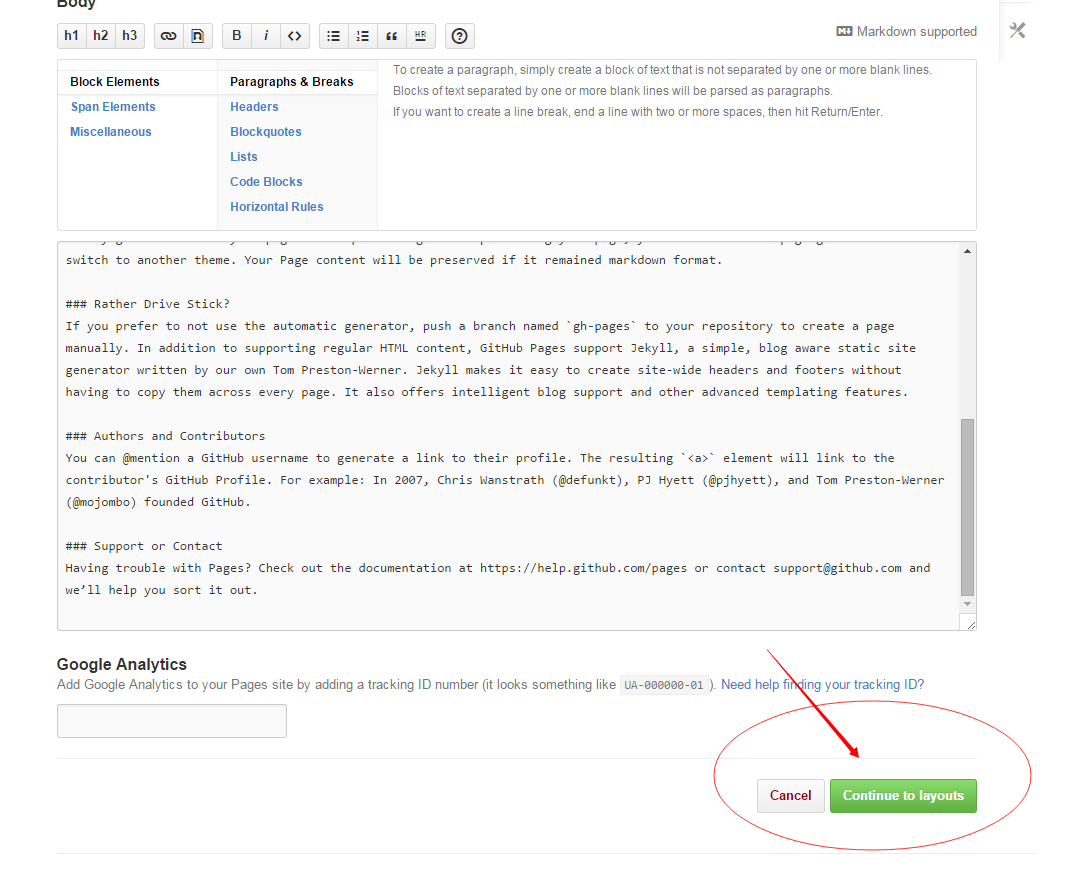 Body
h1 h2 h3 B i <> HR ?
Markdown supported
Block Elements
Span Elements
Miscellaneous
Paragraphs & Breaks
Headers
Blockquotes
Lists
Code Blocks
Horizontal Rules
To create a paragraph, simply create a block of text that is not separated by one or more blank lines.
Blocks of text separated by one or more blank lines will be parsed as paragraphs.
If you want to create a line break, end a line with two or more spaces, then hit Return/Enter.
switch to another theme. Your Page content will be preserved if it remained markdown format.
### Rather Drive Stick?
If you prefer to not use the automatic generator, push a branch named `gh-pages` to your repository to create a page
manually. In addition to supporting regular HTML content, GitHub Pages support Jekyll, a simple, blog aware static site
generator written by our own Tom Preston-Werner. Jekyll makes it easy to create site-wide headers and footers without
having to copy them across every page. It also offers intelligent blog support and other advanced templating features.
### Authors and Contributors
You can @mention a GitHub username to generate a link to their profile. The resulting `<a>` element will link to the
contributor's GitHub Profile. For example: In 2007, Chris Wanstrath (@defunkt), PJ Hyett (@pjhyett), and Tom Preston-Werner
(@mojombo) founded GitHub.
### Support or Contact
Having trouble with Pages? Check out the documentation at https://help.github.com/pages or contact support@github.com and
we’ll help you sort it out.
Google Analytics
Add Google Analytics to your Pages site by adding a tracking ID number (it looks something like UA-000000-01 ). Need help finding your tracking ID?
Cancel
Continue to layouts